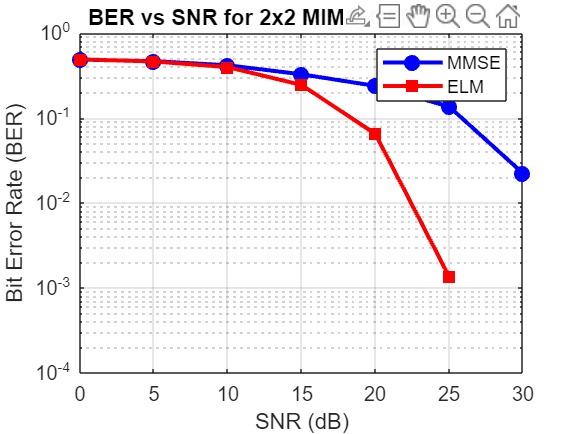 BER vs SNR for 2x2 MIM
MMSE
ELM
Bit Error Rate (BER)
10^0
10^-1
10^-2
10^-3
10^-4
0 5 10 15 20 25 30
SNR (dB)